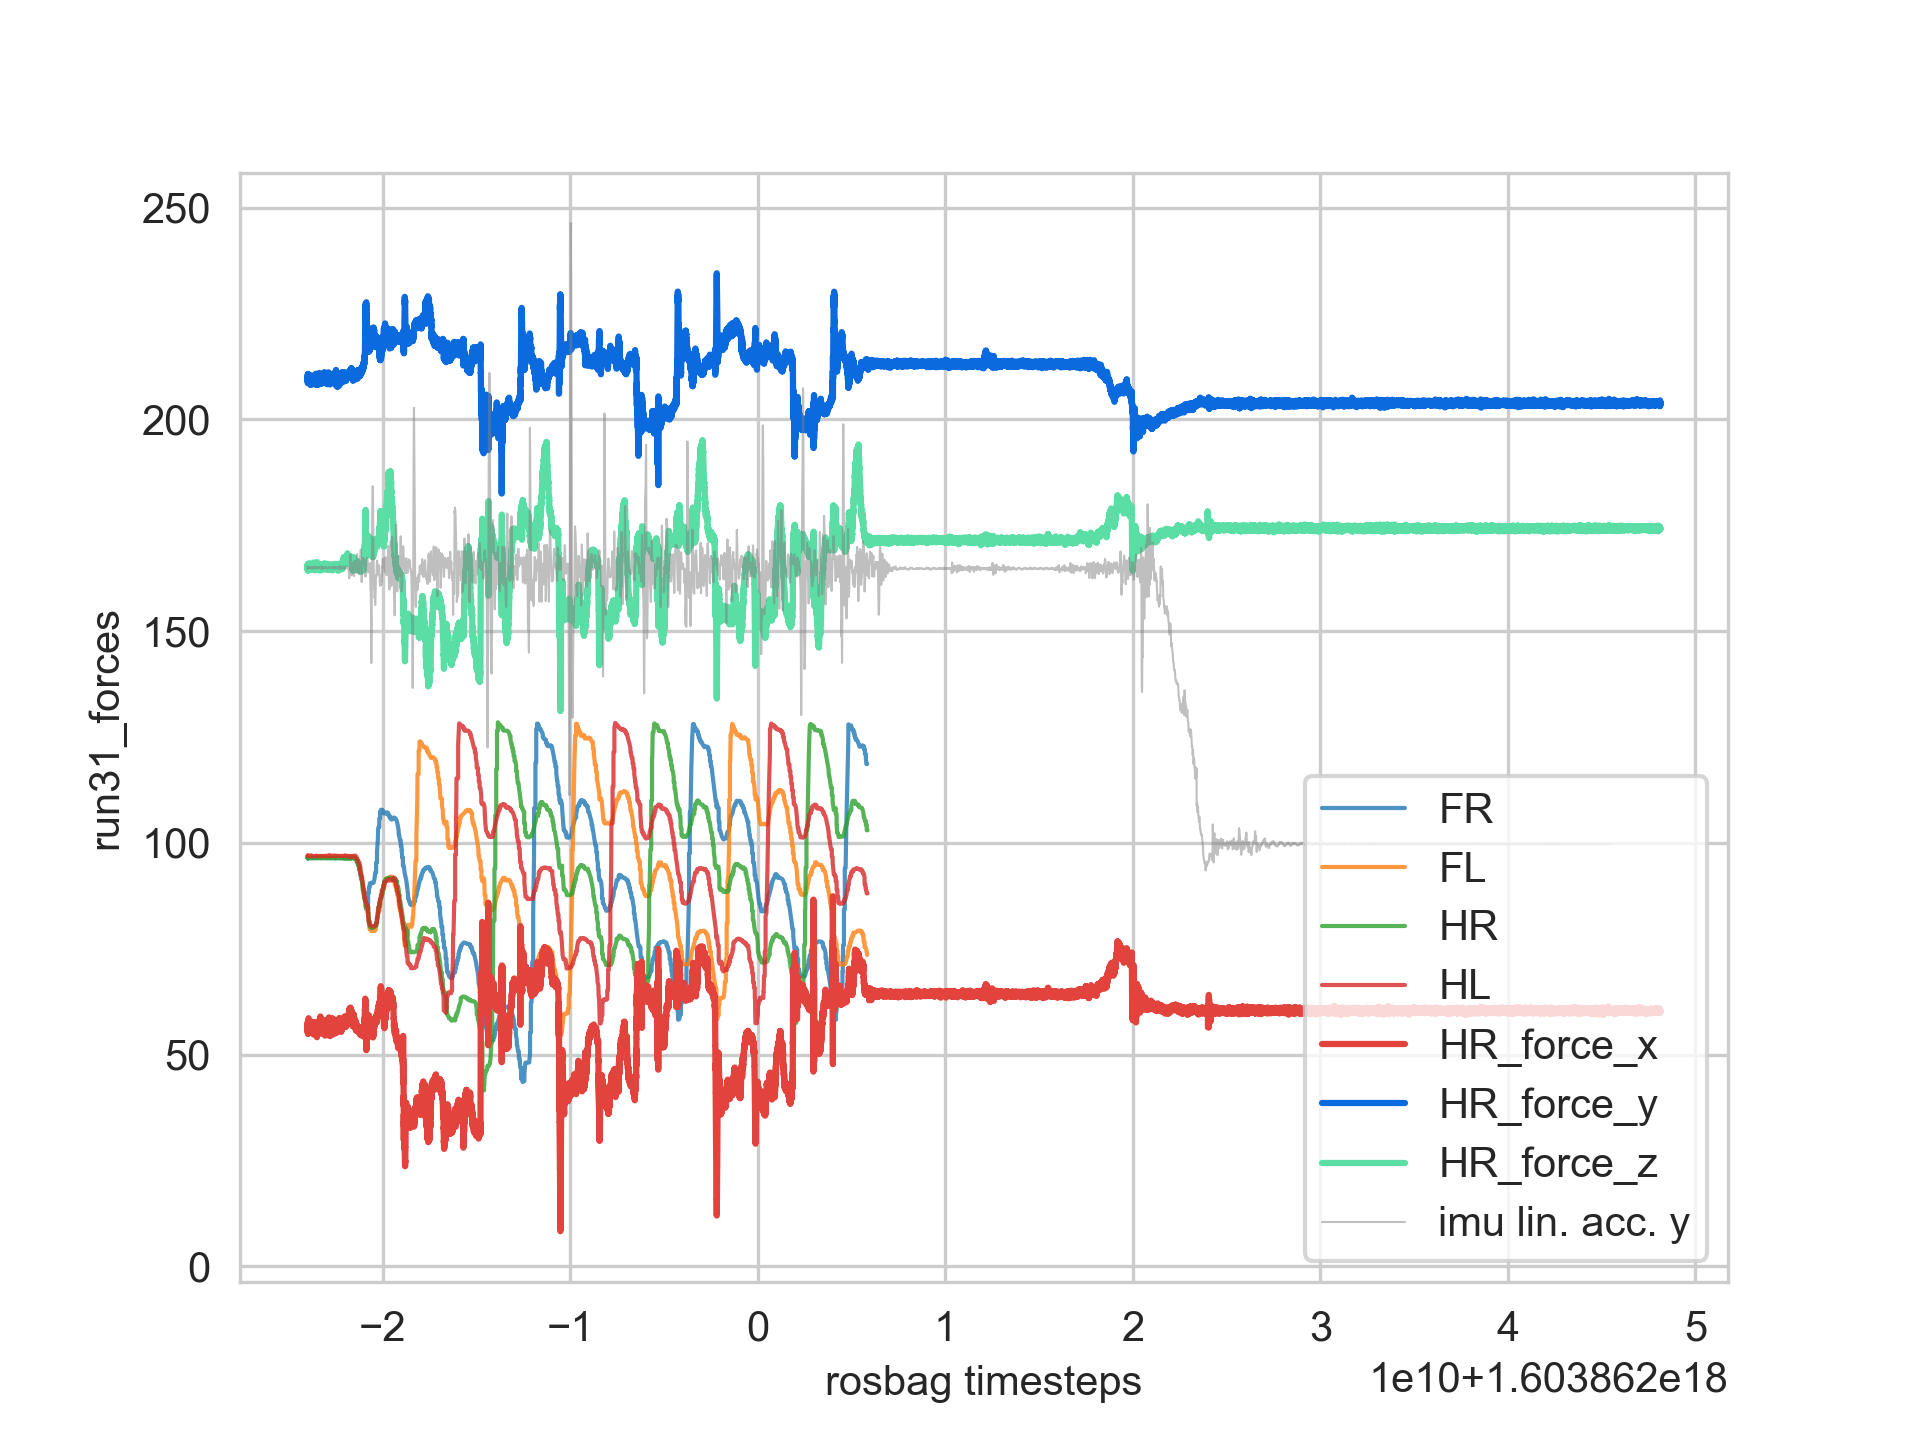 250
200
150
100
50
0
run31_forces
FR
FL
HR
HL
HR_force_x
HR_force_y
HR_force_z
imu lin. acc. y
−2 −1 0 1 2 3 4 5
rosbag timesteps
1e10+1.603862e18